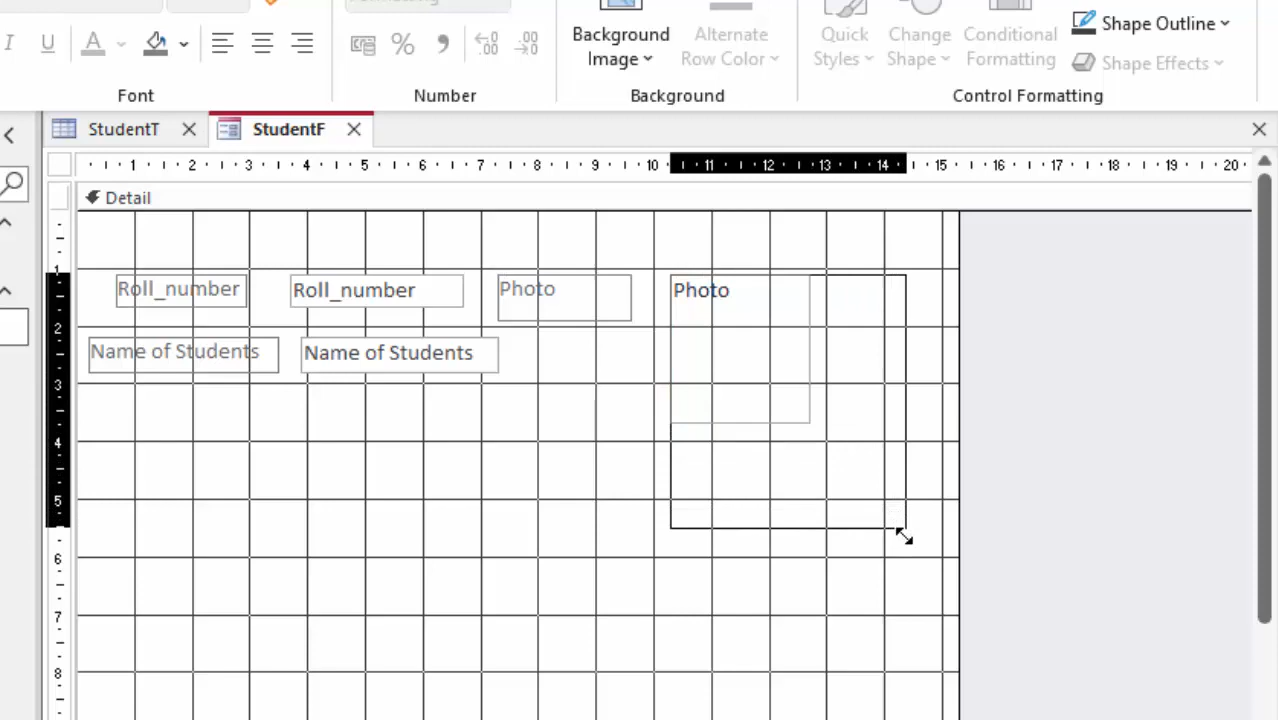 I U A
%
Background
Image
Alternate
Row Color
Quick
Styles
Change
Shape
Conditional
Formatting
Shape Outline
Shape Effects
Font
Number
Background
Control Formatting
StudentT
StudentF
1 2 3 4 5 6 7 8 9 10 11 12 13 14 15 16 17 18 19 20
Detail
1
2
3
4
5
6
7
8
Roll_number Roll_number Photo Photo
Name of Students Name of Students